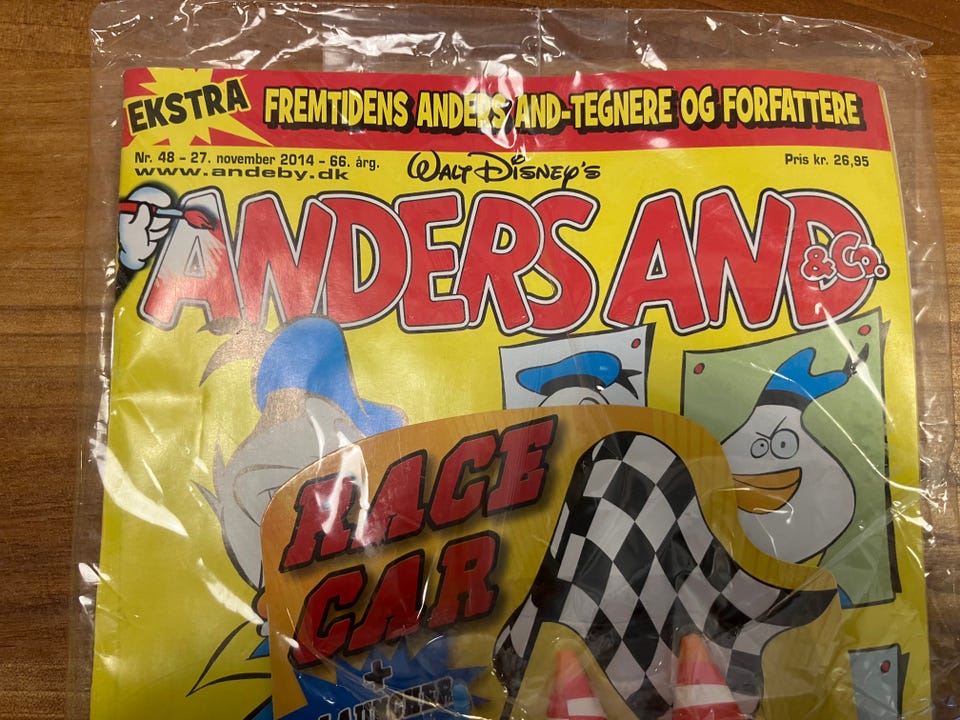 EKSTRA FREMTIDENS ANDERS AND-TEGNERE OG FORFATTERE
Nr. 48 - 27. november 2014 - 66. årg.
www.andeby.dk
WALT DISNEY'S
Pris kr. 26,95
ANDERS AND
&Co.
RACE
CAR
+
LAUNCHER